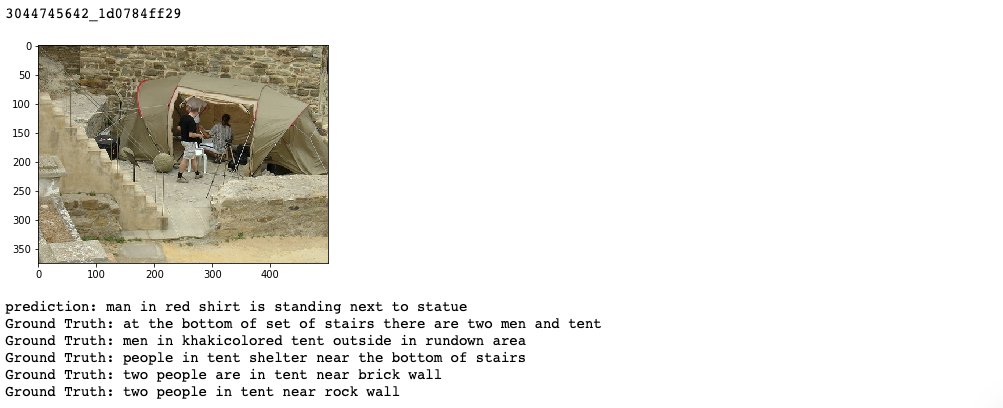 3044745642_1d0784ff29
0
50
100
150
200
250
300
350
0 100 200 300 400
prediction: man in red shirt is standing next to statue
Ground Truth: at the bottom of set of stairs there are two men and tent
Ground Truth: men in khakicolored tent outside in rundown area
Ground Truth: people in tent shelter near the bottom of stairs
Ground Truth: two people are in tent near brick wall
Ground Truth: two people in tent near rock wall